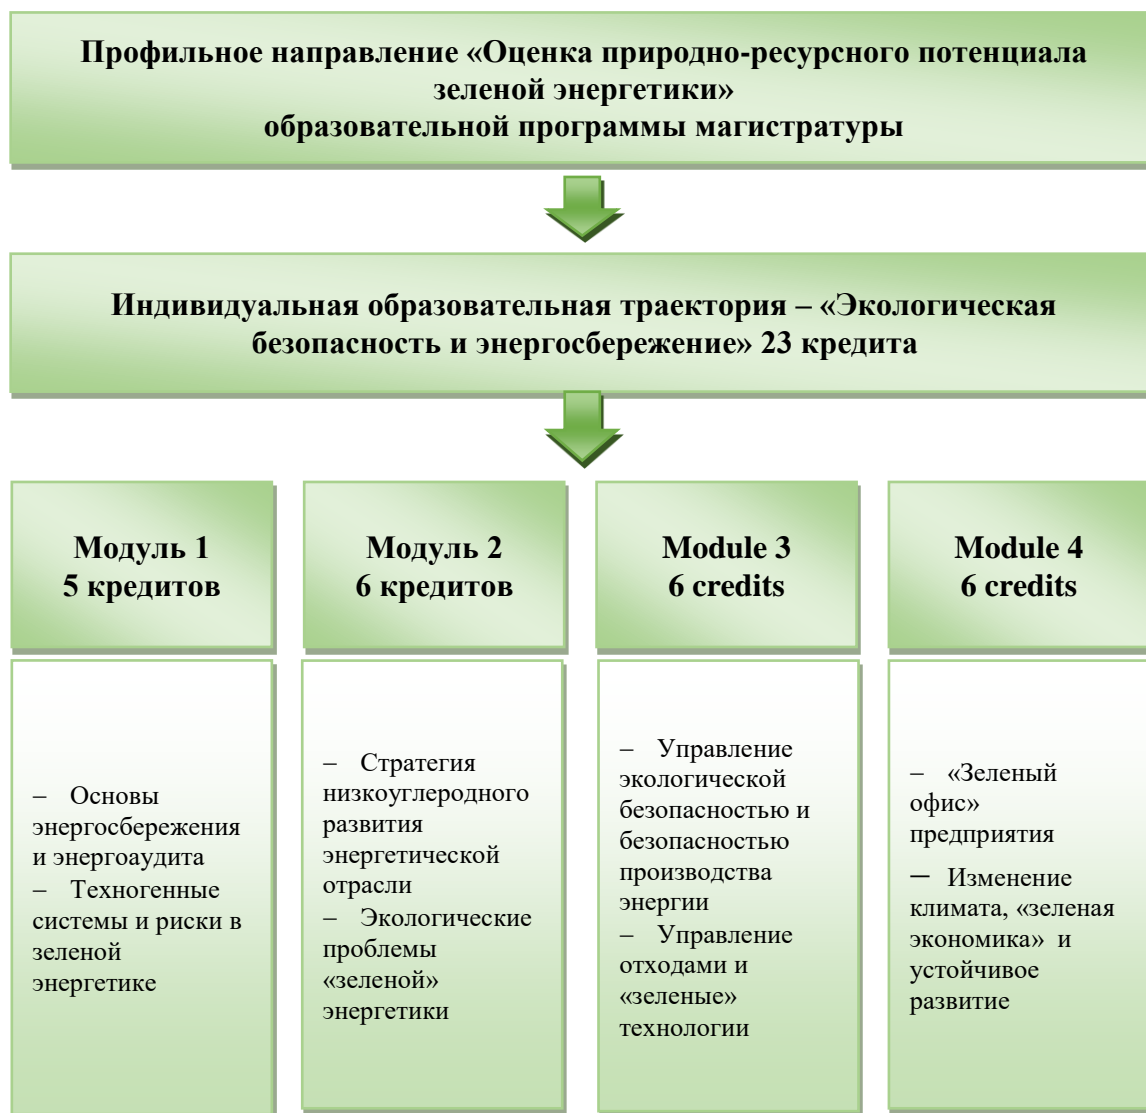 Профильное направление «Оценка природно-ресурсного потенциала
зеленой энергетики»
образовательной программы магистратуры
Индивидуальная образовательная траектория – «Экологическая
безопасность и энергосбережение» 23 кредита
Модуль 1
5 кредитов
Модуль 2
6 кредитов
Module 3
6 credits
Module 4
6 credits
– Основы
энергосбережения
и энергоаудита
– Техногенные
системы и риски в
зеленой
энергетике
– Стратегия
низкоуглеродного
развития
энергетической
отрасли
– Экологические
проблемы
«зеленой»
энергетики
– Управление
экологической
безопасностью и
безопасностью
производства
энергии
– Управление
отходами и
«зеленые»
технологии
– «Зеленый
офис»
предприятия
– Изменение
климата, «зеленая
экономика» и
устойчивое
развитие